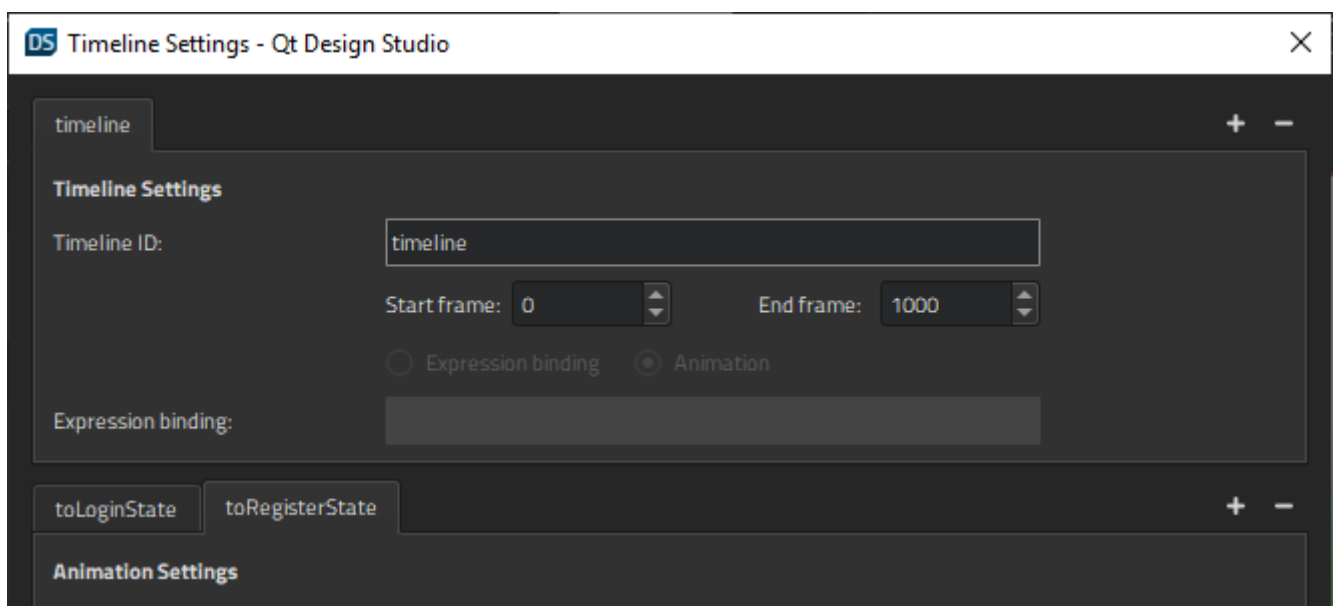 DS Timeline Settings - Qt Design Studio
timeline
Timeline Settings
Timeline ID: timeline
Start frame: 0 End frame: 1000
Expression binding Animation
Expression binding:
toLoginState toRegisterState
Animation Settings